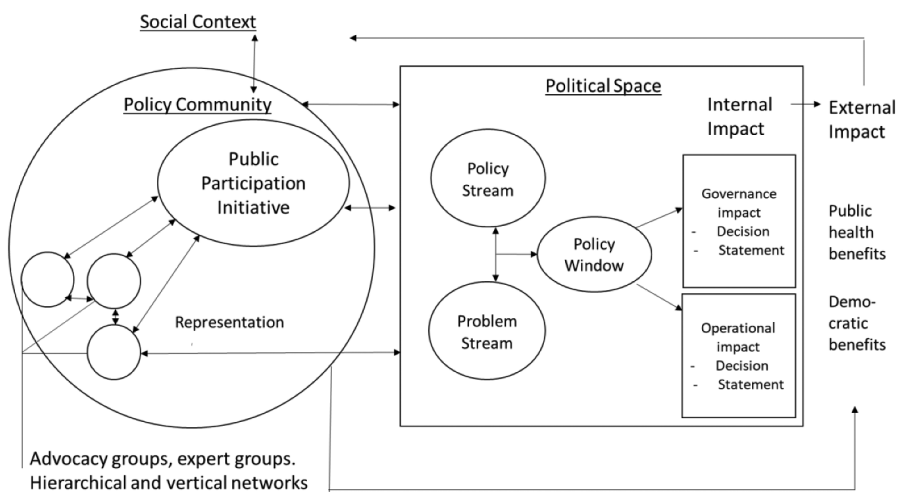 Social Context
Policy Community
Public
Participation
Initiative
Representation
Advocacy groups, expert groups.
Hierarchical and vertical networks
Political Space
Policy
Stream
Problem
Stream
Policy
Window
Internal
Impact
Governance
impact
- Decision
- Statement
Operational
impact
- Decision
- Statement
External
Impact
Public
health
benefits
Demo-
cratic
benefits